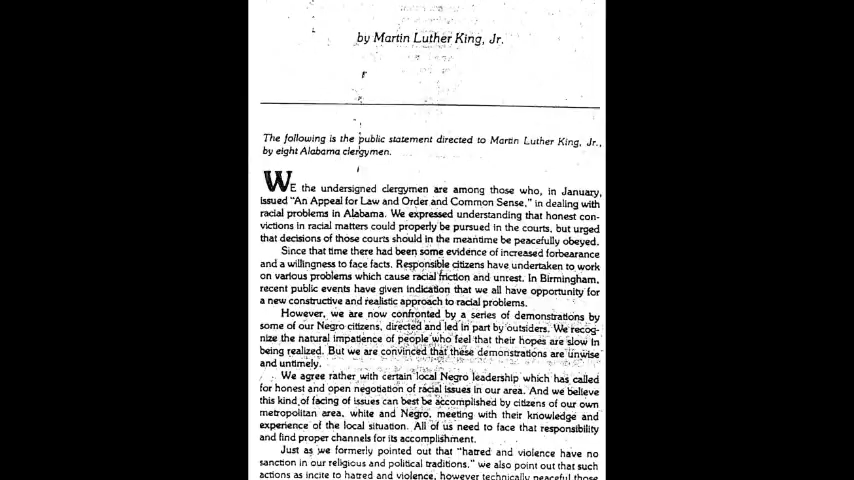 by Martin Luther King, Jr.
The following is the public statement directed to Martin Luther King, Jr.,
by eight Alabama clergymen.
WE the undersigned clergymen are among those who, in January,
issued “An Appeal for Law and Order and Common Sense,” in dealing with
racial problems in Alabama. We expressed understanding that honest con-
victions in racial matters could properly be pursued in the courts, but urged
that decisions of those courts should in the meantime be peacefully obeyed.
Since that time there had been some evidence of increased forbearance
and a willingness to face facts. Responsible citizens have undertaken to work
on various problems which cause racial friction and unrest. In Birmingham,
recent public events have given indication that we all have opportunity for
a new constructive and realistic approach to racial problems.
However, we are now confronted by a series of demonstrations by
some of our Negro citizens, directed and led in part by outsiders. We recog-
nize the natural impatience of people who feel that their hopes are slow in
being realized. But we are convinced that these demonstrations are unwise
and untimely.
We agree rather with certain local Negro leadership which has called
for honest and open negotiation of racial issues in our area. And we believe
this kind of facing of issues can best be accomplished by citizens of our own
metropolitan area, white and Negro, meeting with their knowledge and
experience of the local situation. All of us need to face that responsibility
and find proper channels for its accomplishment.
Just as we formerly pointed out that “hatred and violence have no
sanction in our religious and political traditions,” we also point out that such
actions as incite to hatred and violence, however technically peaceful those